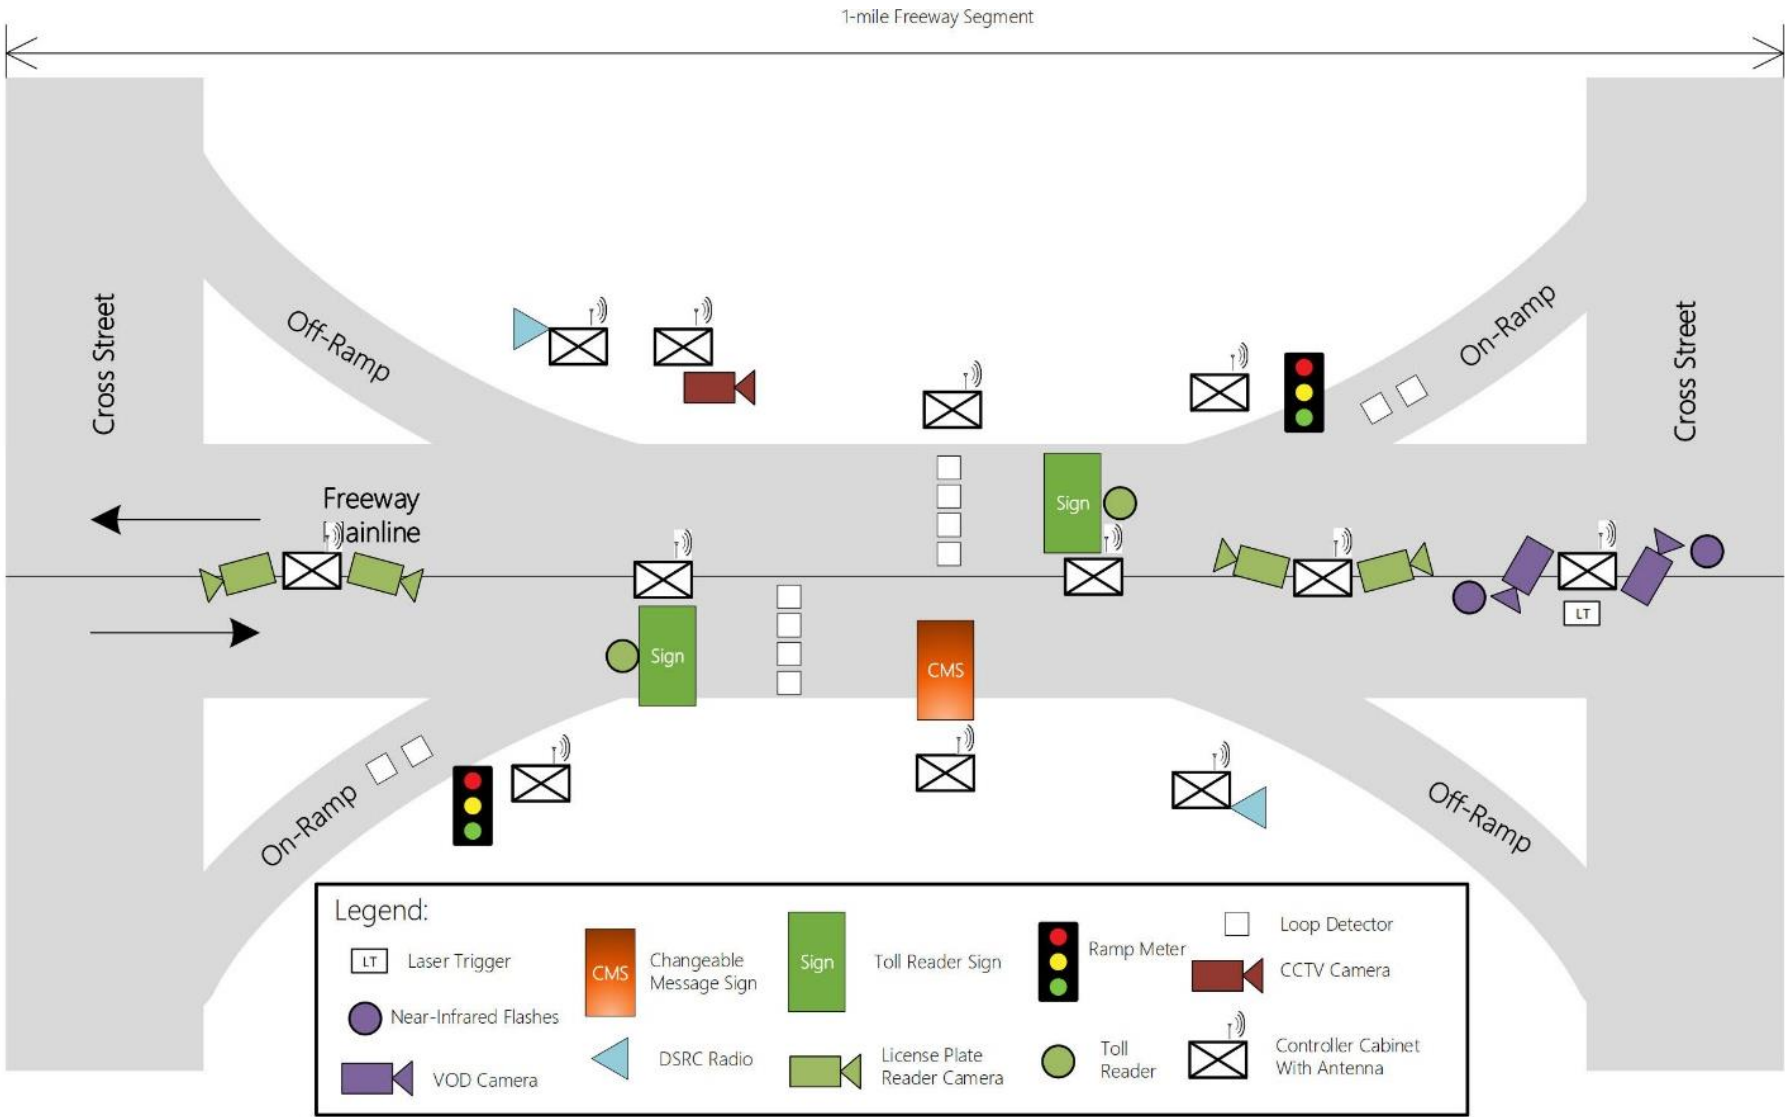 1-mile Freeway Segment
Cross Street
Off-Ramp
On-Ramp
Cross Street
Freeway
Mainline
Sign
Sign
CMS
LT
On-Ramp
Off-Ramp
Legend:
LT
Laser Trigger
Near-Infrared Flashes
VOD Camera
CMS
Changeable
Message Sign
DSRC Radio
Sign
Toll Reader Sign
License Plate
Reader Camera
Ramp Meter
Toll
Reader
Loop Detector
CCTV Camera
Controller Cabinet
With Antenna